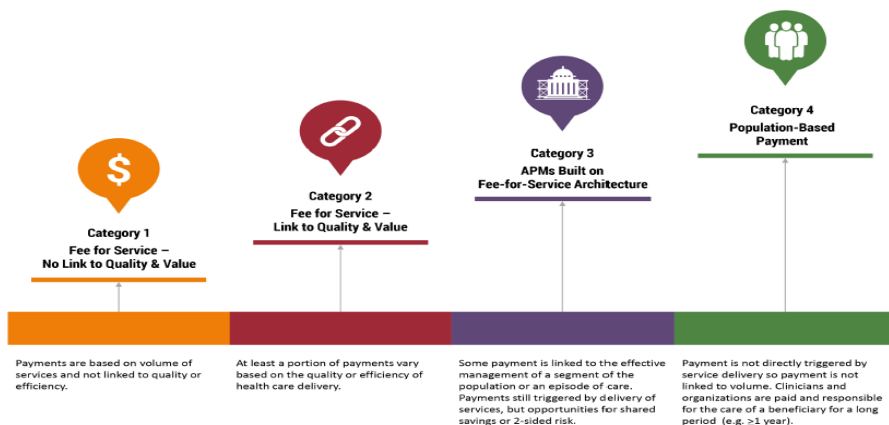 $
Category 1
Fee for Service –
No Link to Quality & Value
Category 2
Fee for Service –
Link to Quality & Value
Category 3
APMs Built on
Fee-for-Service Architecture
Category 4
Population-Based
Payment
Payments are based on volume of
services and not linked to quality or
efficiency.
At least a portion of payments vary
based on the quality or efficiency of
health care delivery.
Some payment is linked to the effective
management of a segment of the
population or an episode of care.
Payments still triggered by delivery of
services, but opportunities for shared
savings or 2-sided risk.
Payment is not directly triggered by
service delivery so payment is not
linked to volume. Clinicians and
organizations are paid and responsible
for the care of a beneficiary for a long
period  (e.g. ≥1 year).